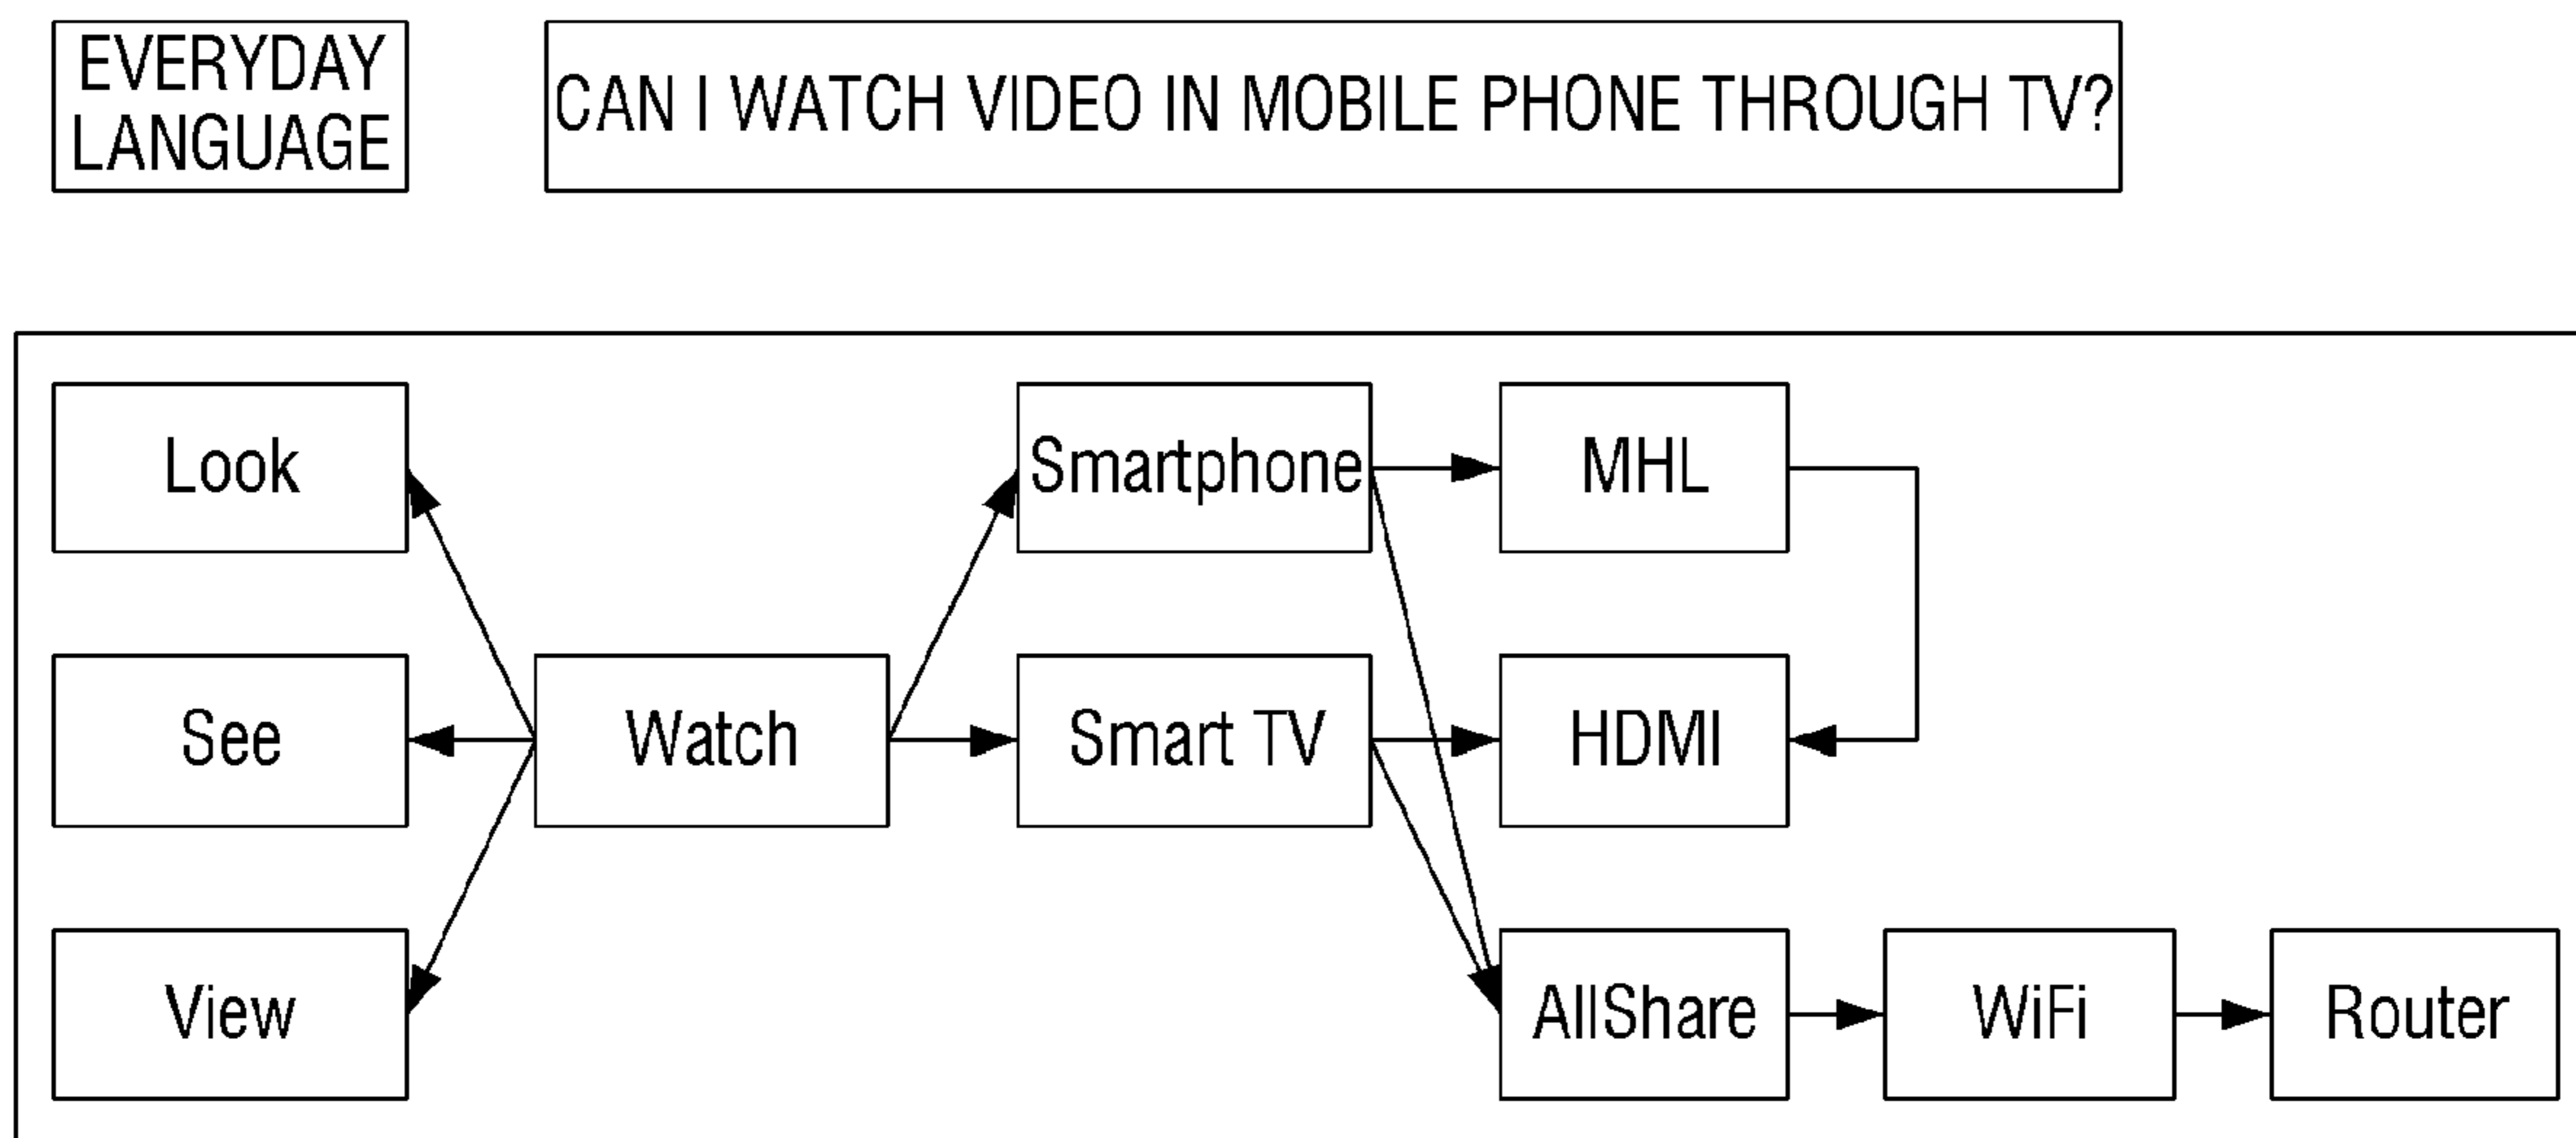 EVERYDAY
LANGUAGE
CAN I WATCH VIDEO IN MOBILE PHONE THROUGH TV?
Look
Smartphone
MHL
See
Watch
Smart TV
HDMI
View
AllShare
WiFi
Router